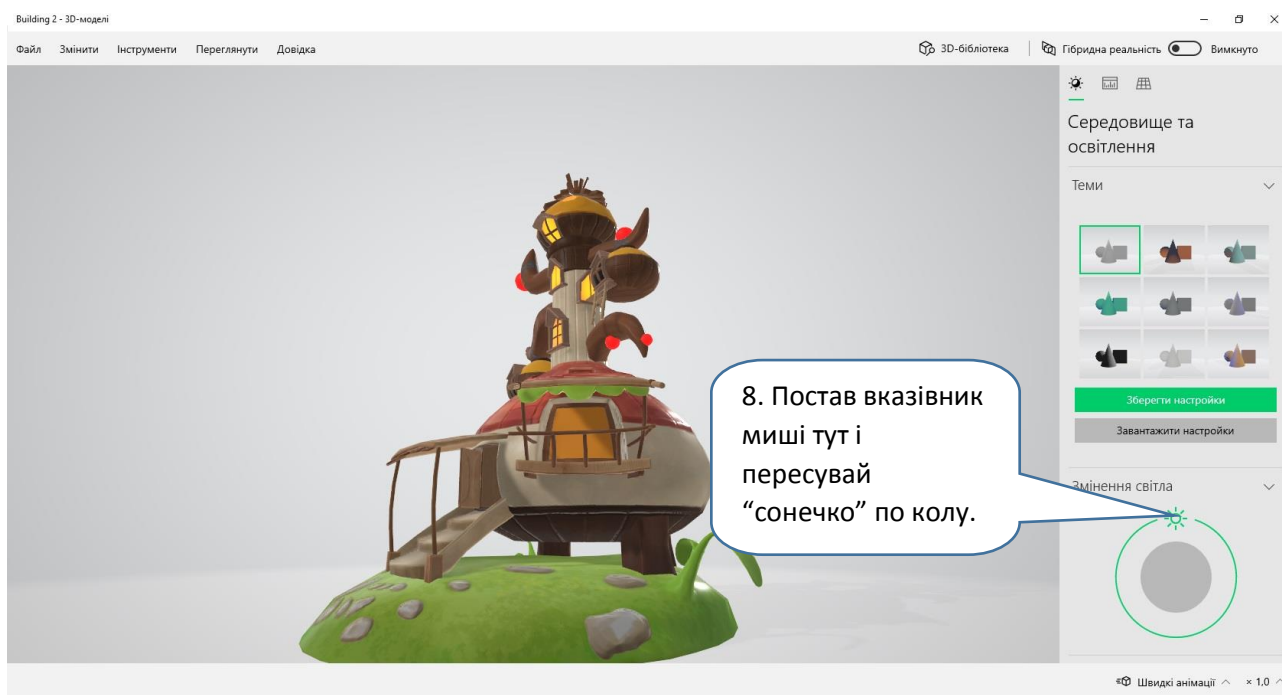 Building 2 - 3D-моделі
Файл Змінити Інструменти Переглянути Довідка 3D-бібліотека Гібридна реальність Вимкнуто
Середовище та
освітлення
Теми
Зберегти настройки
Завантажити настройки
8. Постав вказівник
миші тут і
пересувай
“сонечко” по колу.
Змінення світла
Швидкі анімації × 1,0